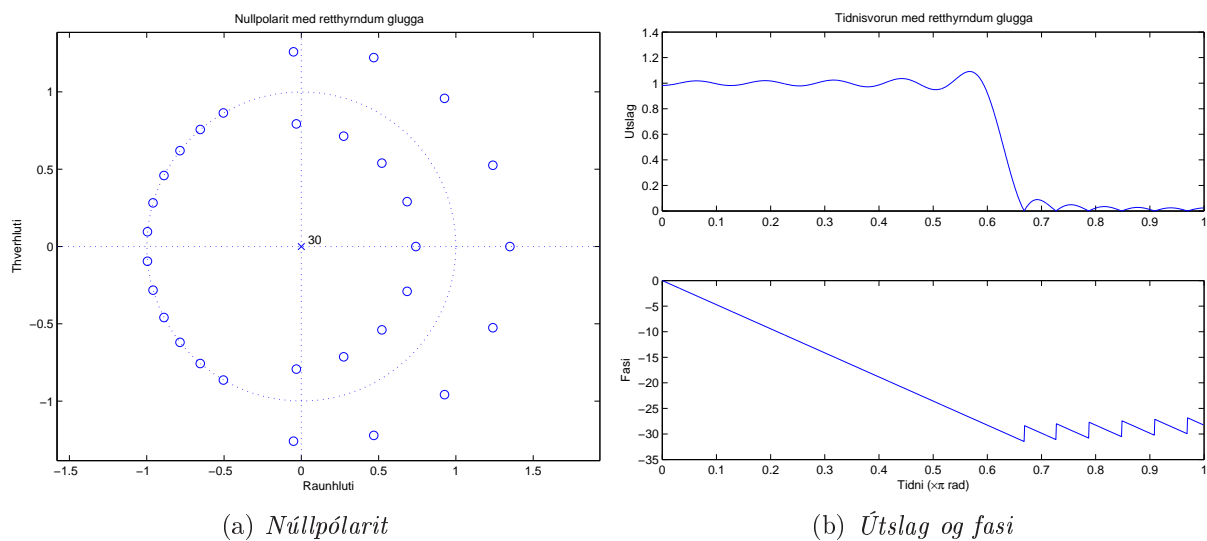 Nullpolarit med retthyrndum glugga
Thverhluti
1
0.5
0
−0.5
−1
30
−1.5 −1 −0.5 0 0.5 1 1.5
Raunhluti
(a) Núllpólarit
Tidnisvorun med retthyrndum glugga
Utslag
1.4
1.2
1
0.8
0.6
0.4
0.2
0
0 0.1 0.2 0.3 0.4 0.5 0.6 0.7 0.8 0.9 1
Fasi
0
−5
−10
−15
−20
−25
−30
−35
0 0.1 0.2 0.3 0.4 0.5 0.6 0.7 0.8 0.9 1
Tidni (×π rad)
(b) Útslag og fasi